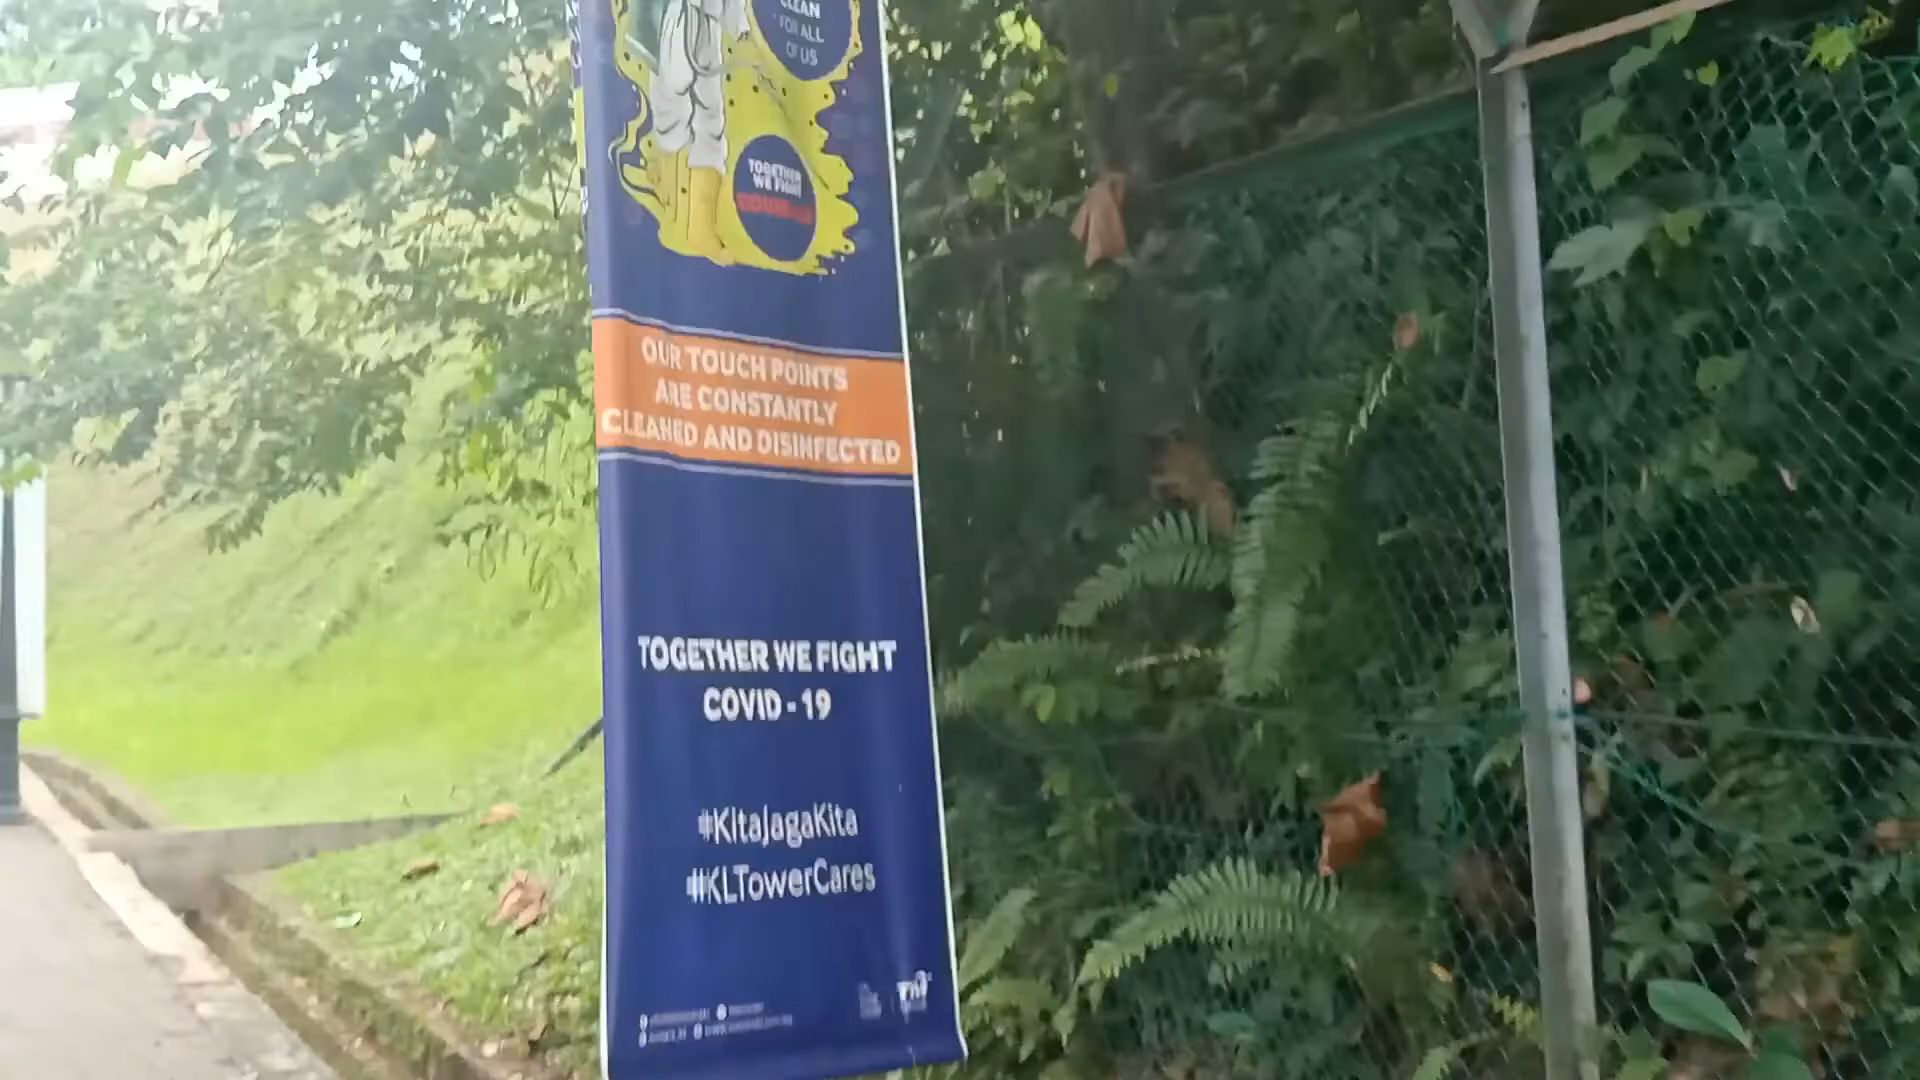 CLEAN
FOR ALL
OF US
TOGETHER
WE FIGHT
OUR TOUCH POINTS
ARE CONSTANTLY
CLEANED AND DISINFECTED
TOGETHER WE FIGHT
COVID - 19
#KitaJagaKita
#KLTowerCares